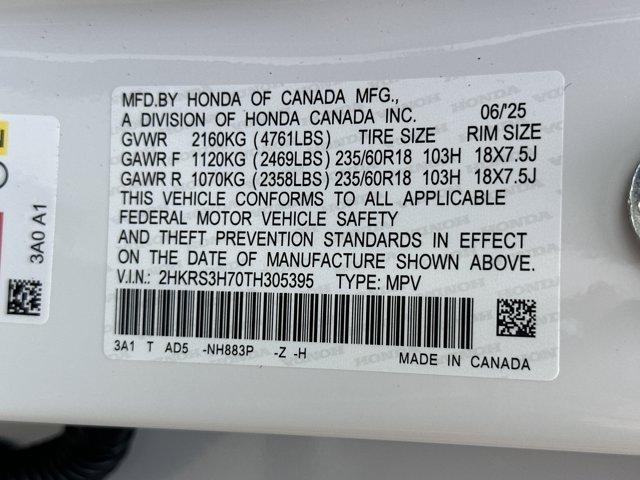 MFD.BY HONDA OF CANADA MFG.,
A DIVISION OF HONDA CANADA INC. 06/'25
GVWR 2160KG (4761LBS) TIRE SIZE RIM SIZE
GAWR F 1120KG (2469LBS) 235/60R18 103H 18X7.5J
GAWR R 1070KG (2358LBS) 235/60R18 103H 18X7.5J
THIS VEHICLE CONFORMS TO ALL APPLICABLE
FEDERAL MOTOR VEHICLE SAFETY
AND THEFT PREVENTION STANDARDS IN EFFECT
ON THE DATE OF MANUFACTURE SHOWN ABOVE.
V.I.N.: 2HKRS3H70TH305395 TYPE: MPV
3A1 T AD5 -NH883P -Z -H MADE IN CANADA
3A0 A1